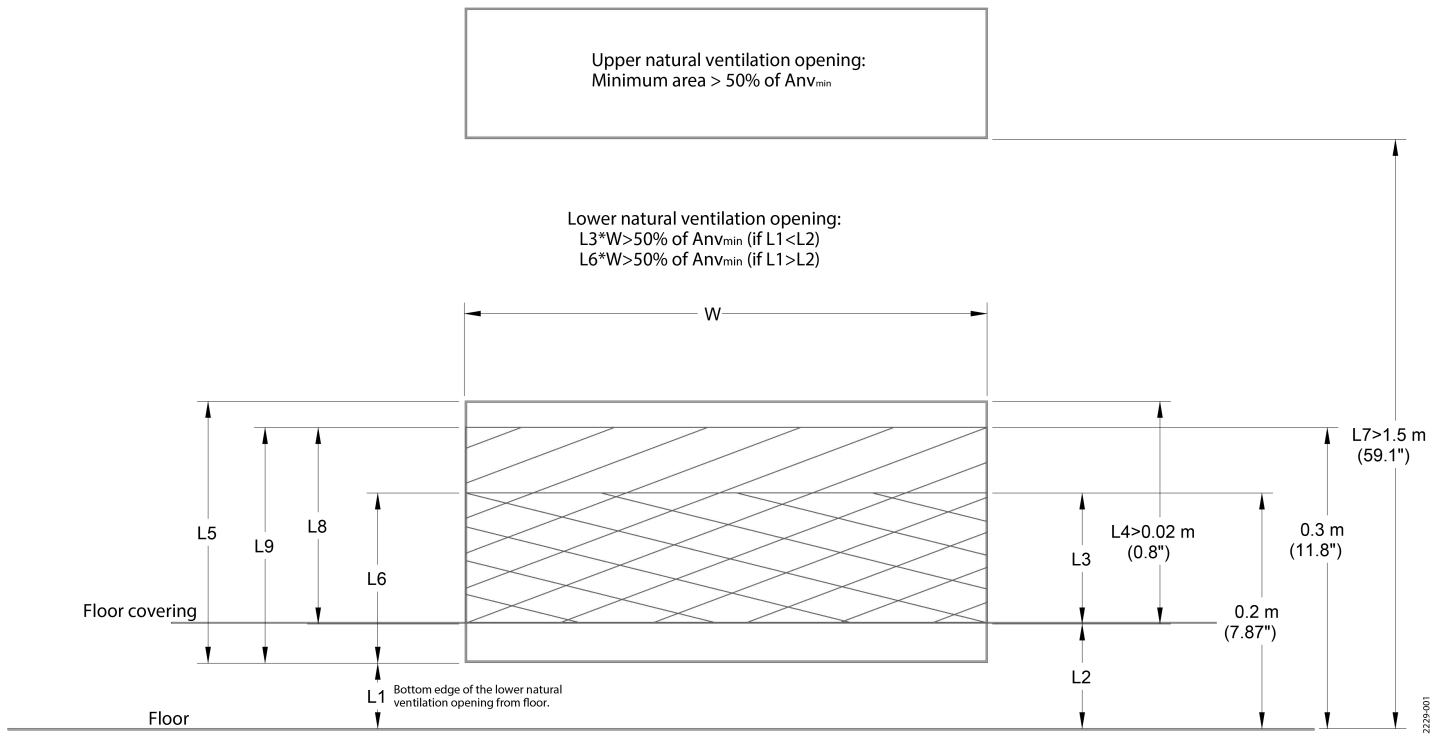 Upper natural ventilation opening:
Minimum area > 50% of Anvmin
Lower natural ventilation opening:
L3*W>50% of Anvmin (if L1<L2)
L6*W>50% of Anvmin (if L1>L2)
W
L7>1.5 m
(59.1")
L5
L9
L8
L6
L3
L4>0.02 m
(0.8")
0.3 m
(11.8")
0.2 m
(7.87")
Floor covering
L1
Bottom edge of the lower natural
ventilation opening from floor.
L2
Floor
2229-001